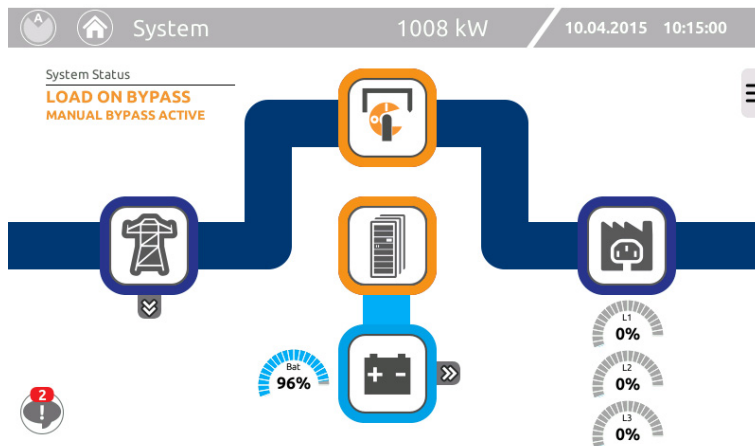 A
System
1008 kW
10.04.2015 10:15:00
System Status
LOAD ON BYPASS
MANUAL BYPASS ACTIVE
L1
0%
Bat
96%
L2
0%
L3
0%
2